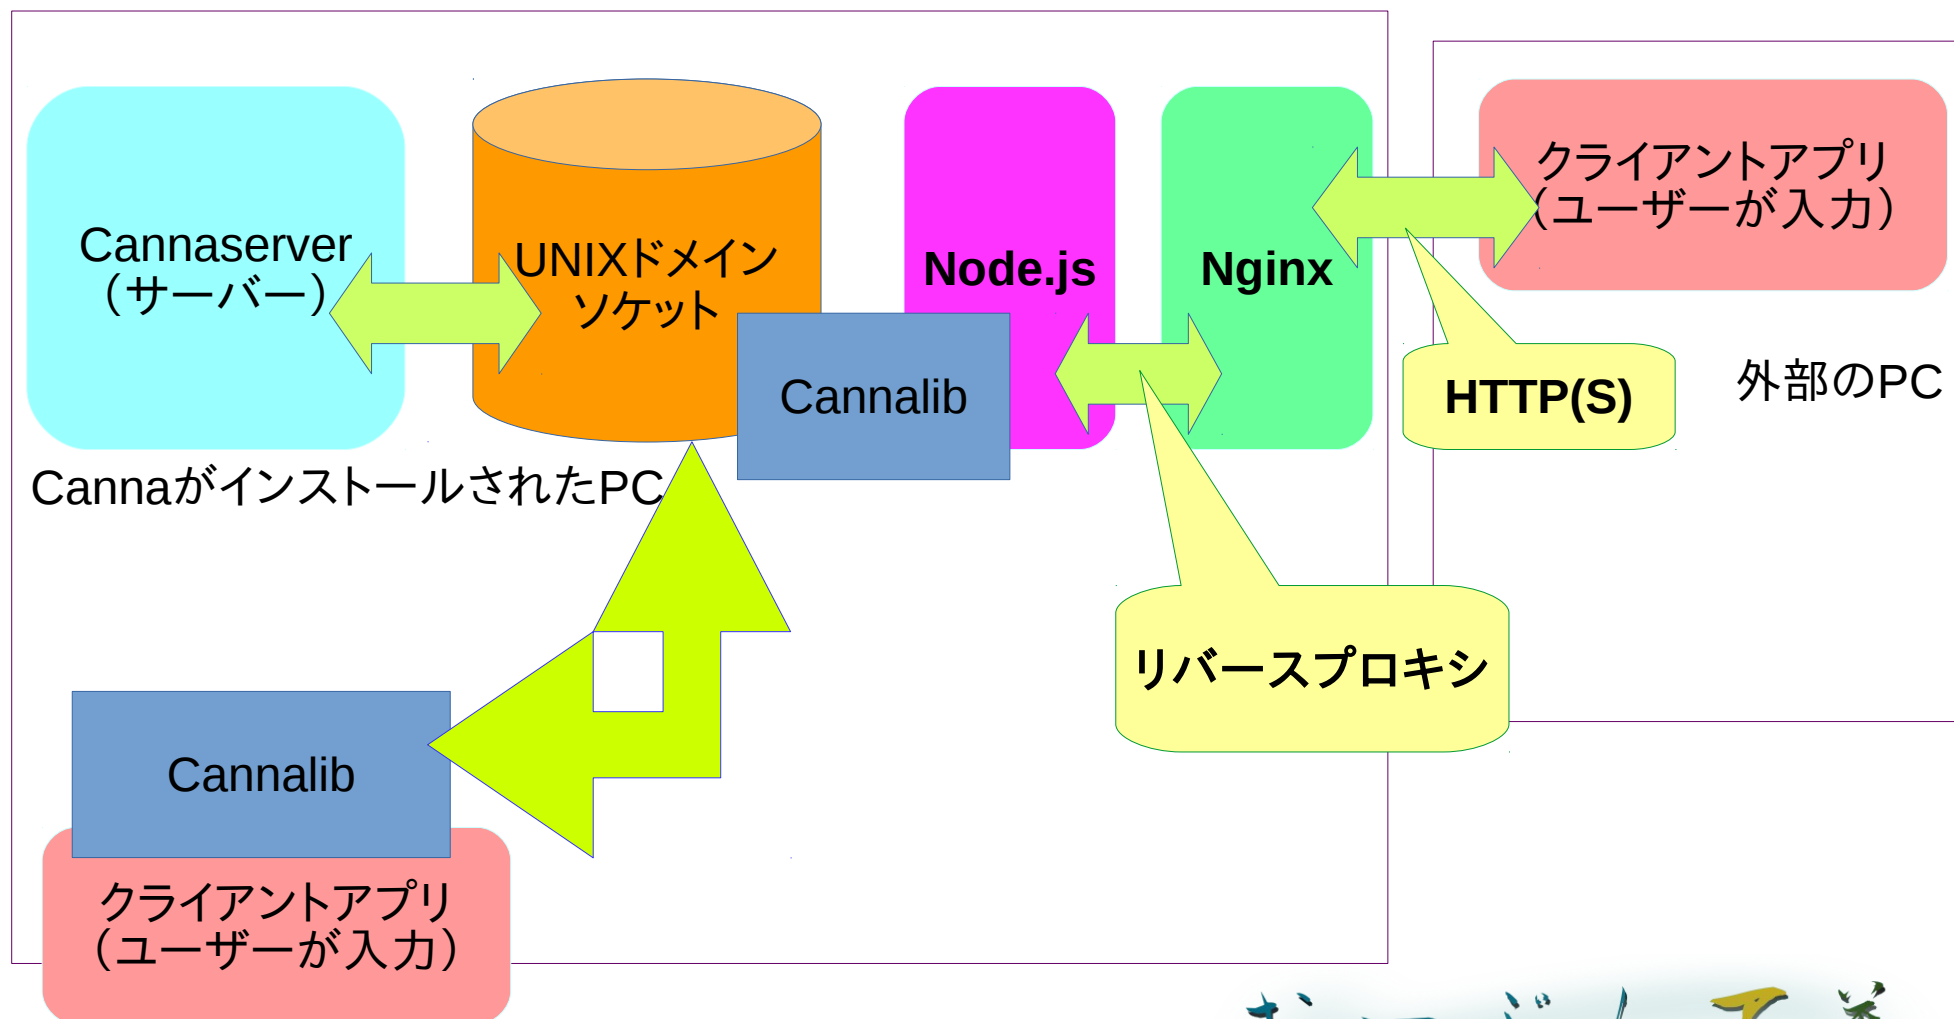 Cannaserver
（サーバー）
UNIXドメイン
ソケット
Node.js
Nginx
クライアントアプリ
（ユーザーが入力）
Cannalib
HTTP(S)
外部のPC
CannaがインストールされたPC
リバースプロキシ
Cannalib
クライアントアプリ
（ユーザーが入力）